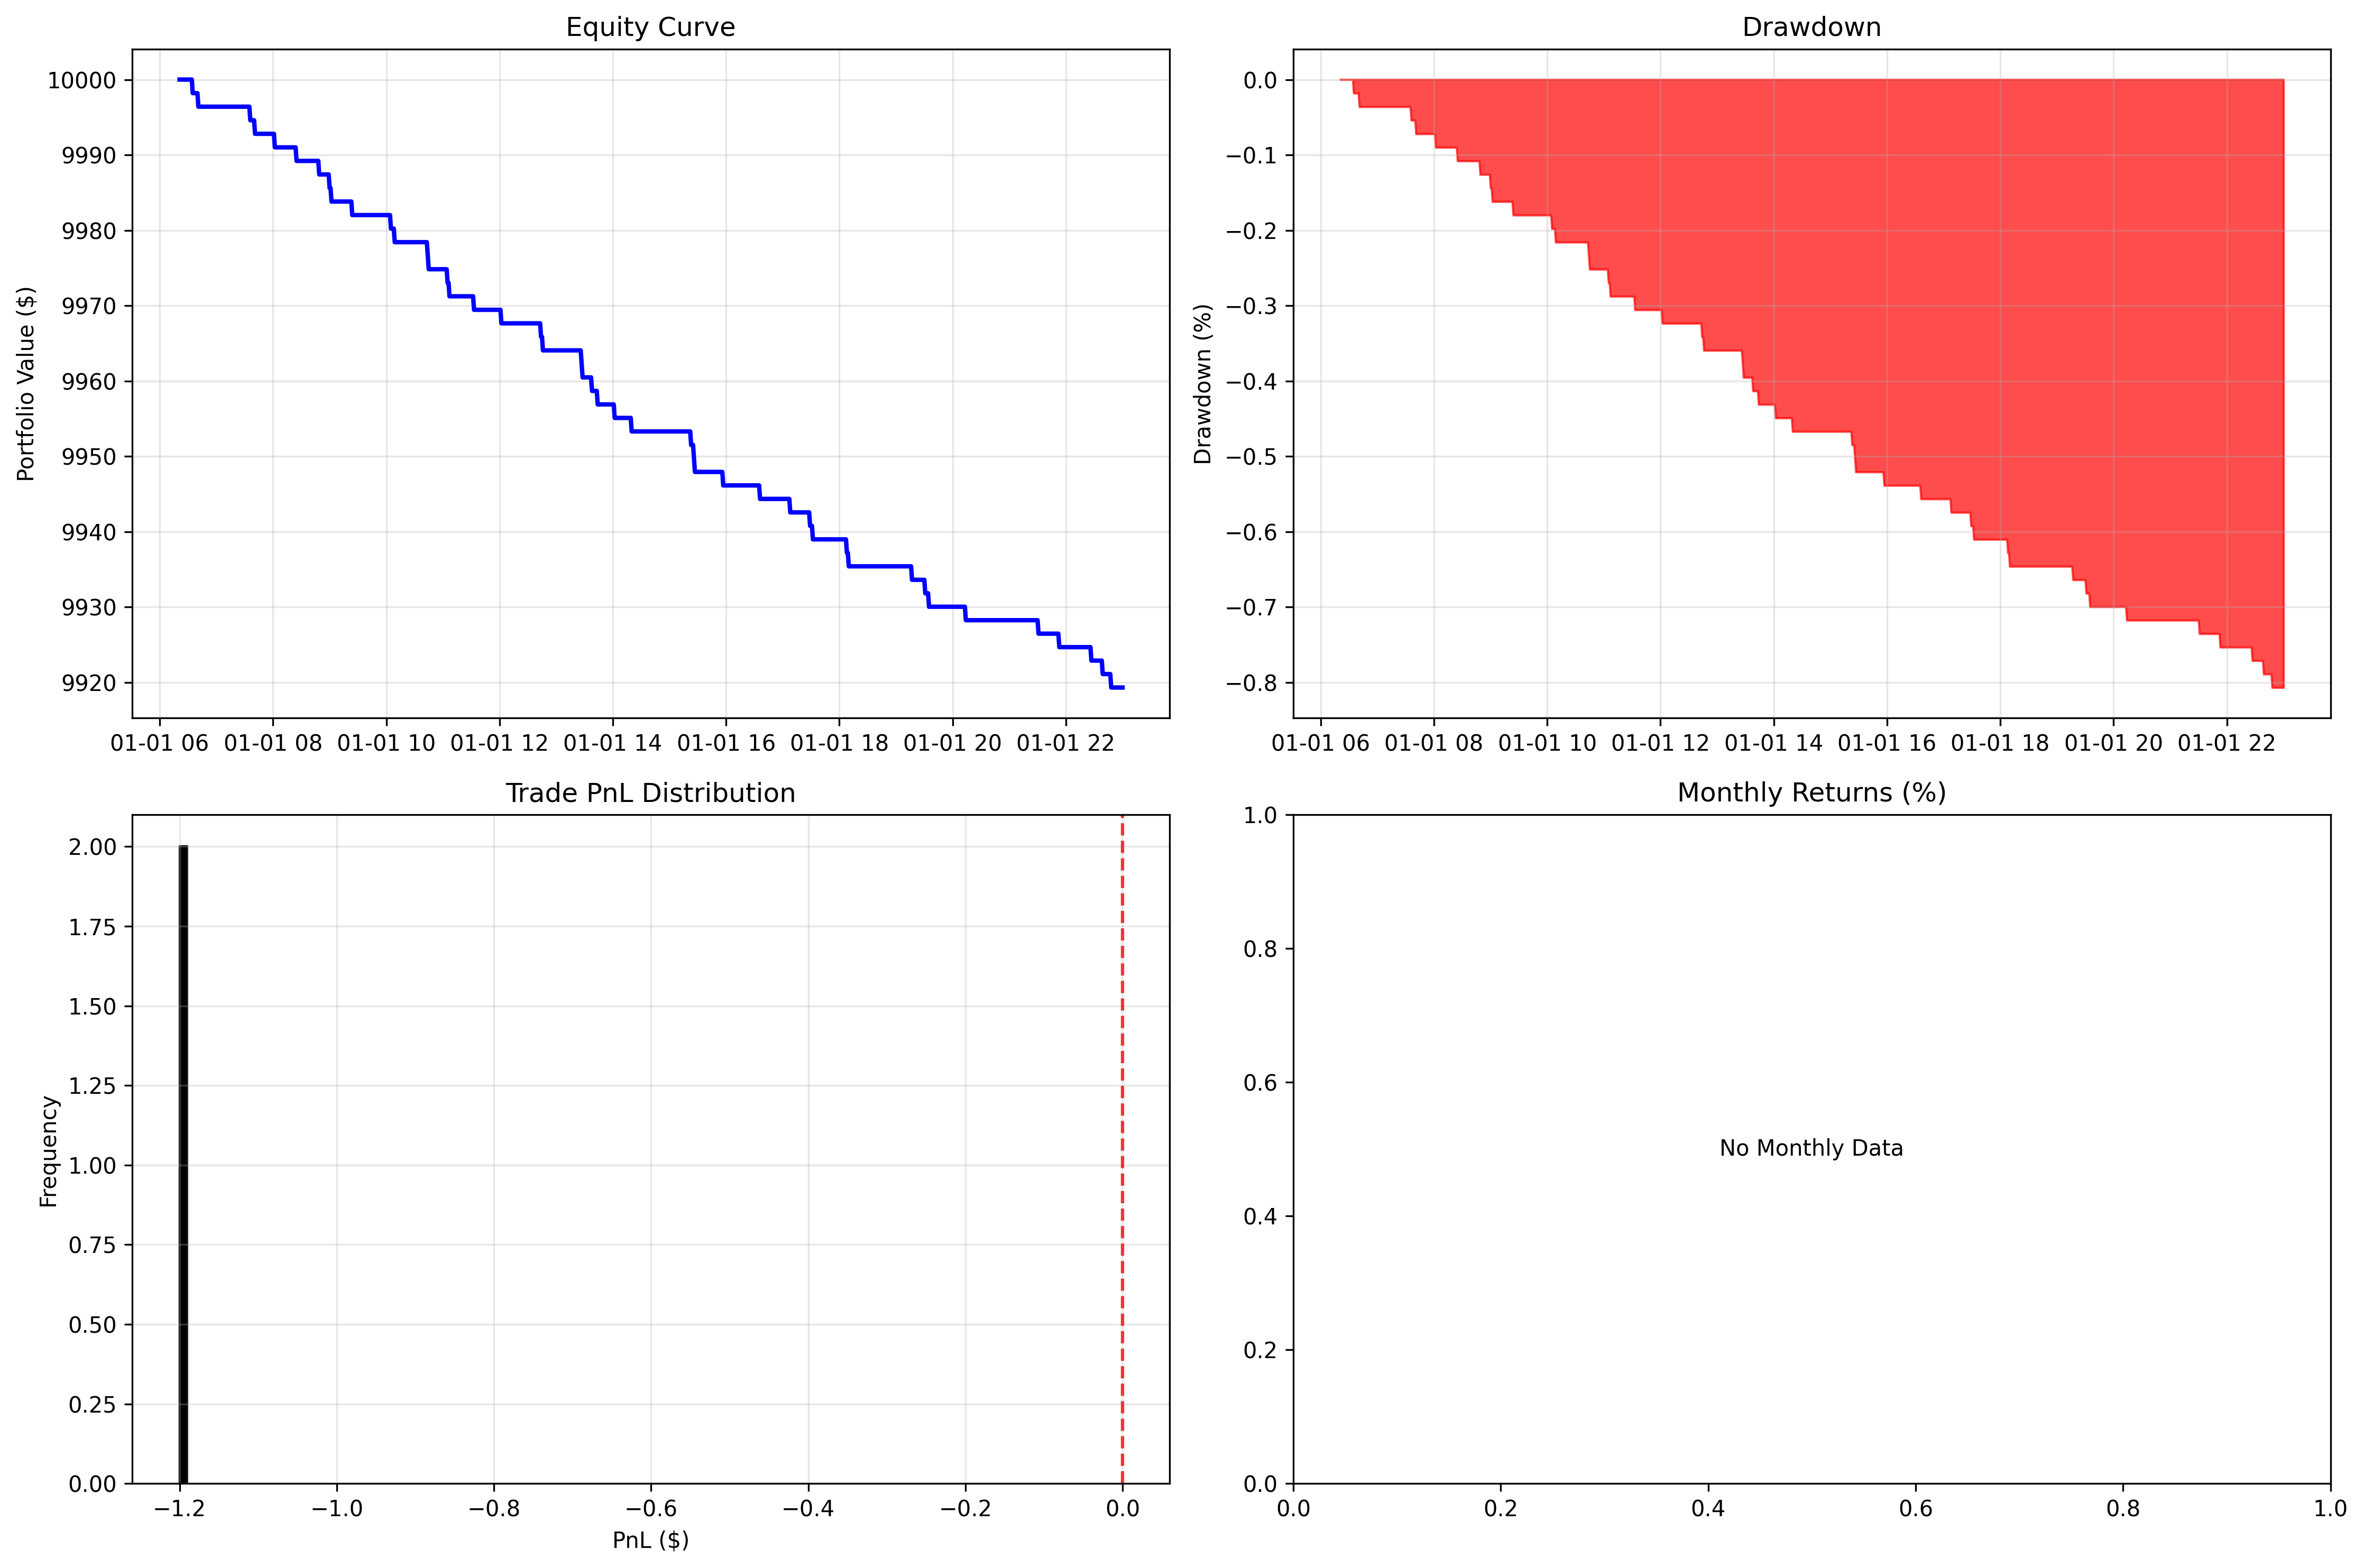 Equity Curve
Portfolio Value ($)
10000
9990
9980
9970
9960
9950
9940
9930
9920
01-01 06 01-01 08 01-01 10 01-01 12 01-01 14 01-01 16 01-01 18 01-01 20 01-01 22
Drawdown
Drawdown (%)
0.0
−0.1
−0.2
−0.3
−0.4
−0.5
−0.6
−0.7
−0.8
01-01 06 01-01 08 01-01 10 01-01 12 01-01 14 01-01 16 01-01 18 01-01 20 01-01 22
Trade PnL Distribution
Frequency
2.00
1.75
1.50
1.25
1.00
0.75
0.50
0.25
0.00
−1.2 −1.0 −0.8 −0.6 −0.4 −0.2 0.0
PnL ($)
Monthly Returns (%)
1.0
0.8
0.6
0.4
0.2
0.0
No Monthly Data
0.0 0.2 0.4 0.6 0.8 1.0